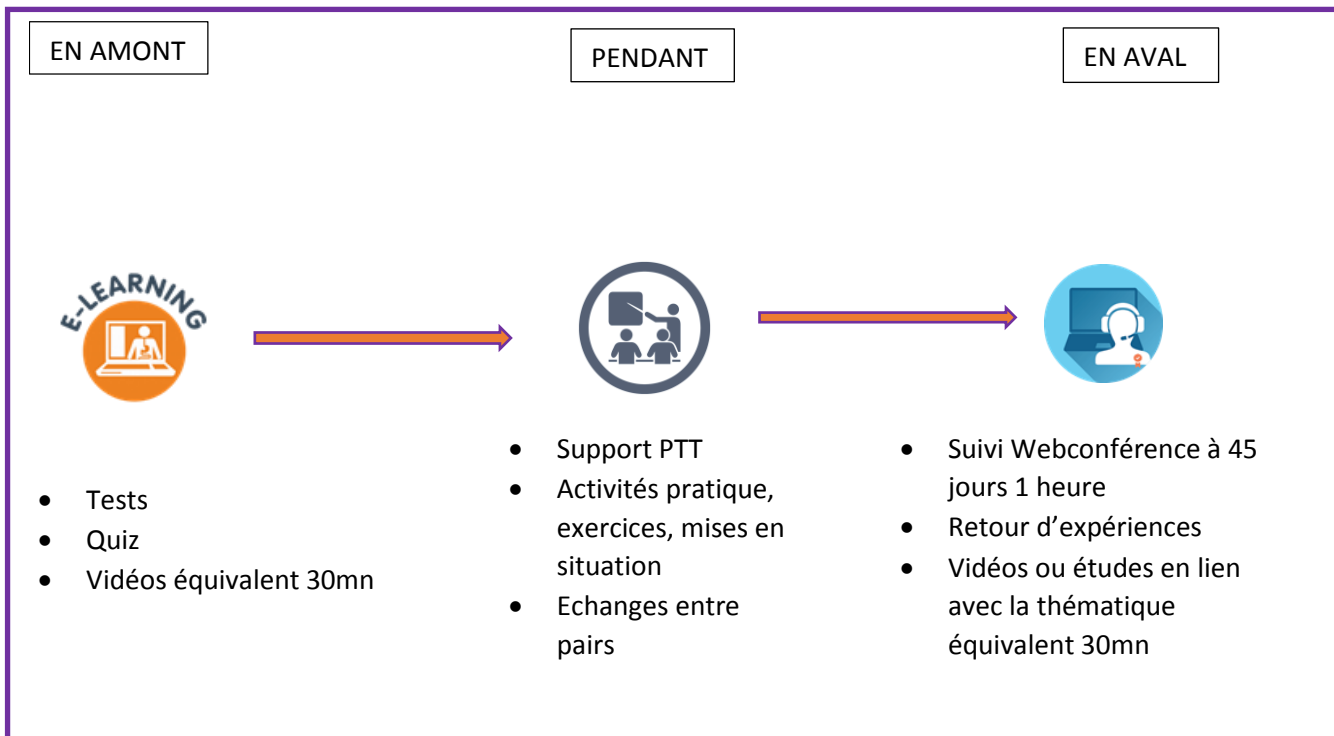 EN AMONT
PENDANT
EN AVAL
E-LEARNING
• Tests
• Quiz
• Vidéos équivalent 30mn
• Support PTT
• Activités pratique,
exercices, mises en
situation
• Echanges entre
pairs
• Suivi Webconférence à 45
jours 1 heure
• Retour d’expériences
• Vidéos ou études en lien
avec la thématique
équivalent 30mn